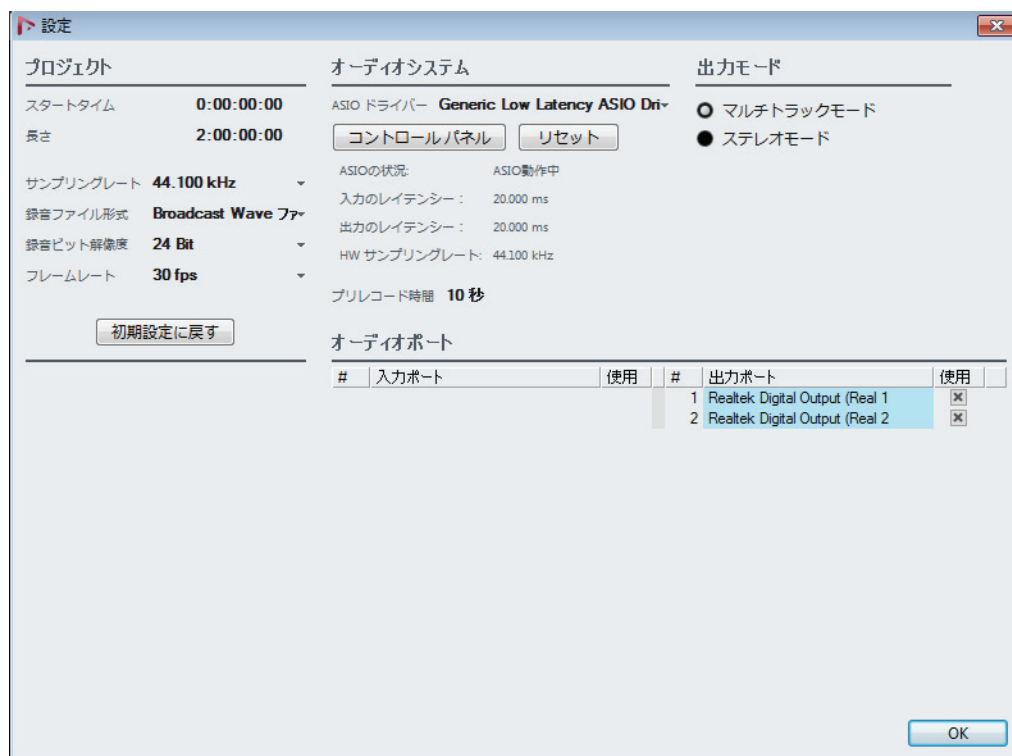 設定
プロジェクト
スタートタイム 0:00:00:00
長さ 2:00:00:00
サンプリングレート 44.100 kHz
録音ファイル形式 Broadcast Wave ファ
録音ビット解像度 24 Bit
フレームレート 30 fps
初期設定に戻す
オーディオシステム
ASIO ドライバー Generic Low Latency ASIO Dri
コントロールパネル リセット
ASIOの状況: ASIO動作中
入力のレイテンシー： 20.000 ms
出力のレイテンシー： 20.000 ms
HW サンプリングレート: 44.100 kHz
プリレコード時間 10 秒
出力モード
マルチトラックモード
ステレオモード
オーディオポート
# 入力ポート 使用 # 出力ポート 使用
1 Realtek Digital Output (Real 1
2 Realtek Digital Output (Real 2
OK